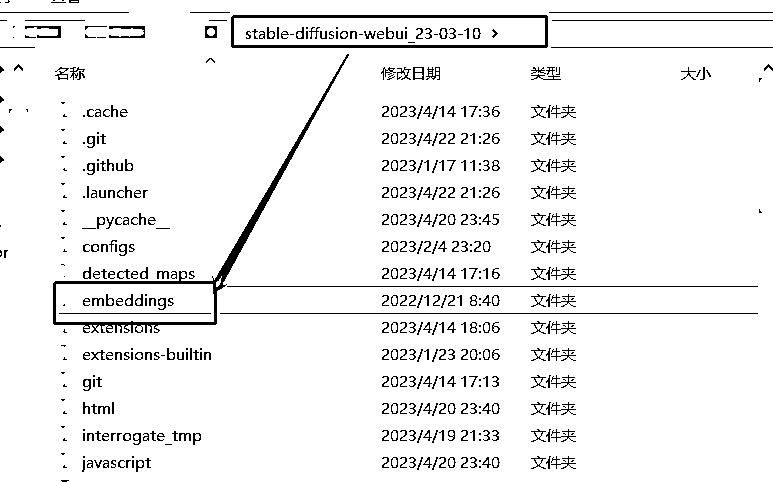 stable-diffusion-webui_23-03-10 >
名称 修改日期 类型 大小
.cache 2023/4/14 17:36 文件夹
.git 2023/4/22 21:26 文件夹
.github 2023/1/17 11:38 文件夹
.launcher 2023/4/22 21:26 文件夹
__pycache__ 2023/4/20 23:45 文件夹
configs 2023/2/4 23:20 文件夹
detected_maps 2023/4/14 17:16 文件夹
embeddings 2022/12/21 8:40 文件夹
extensions 2023/4/14 18:06 文件夹
extensions-builtin 2023/1/23 20:06 文件夹
git 2023/4/14 17:13 文件夹
html 2023/4/20 23:40 文件夹
interrogate_tmp 2023/4/19 21:33 文件夹
javascript 2023/4/20 23:40 文件夹